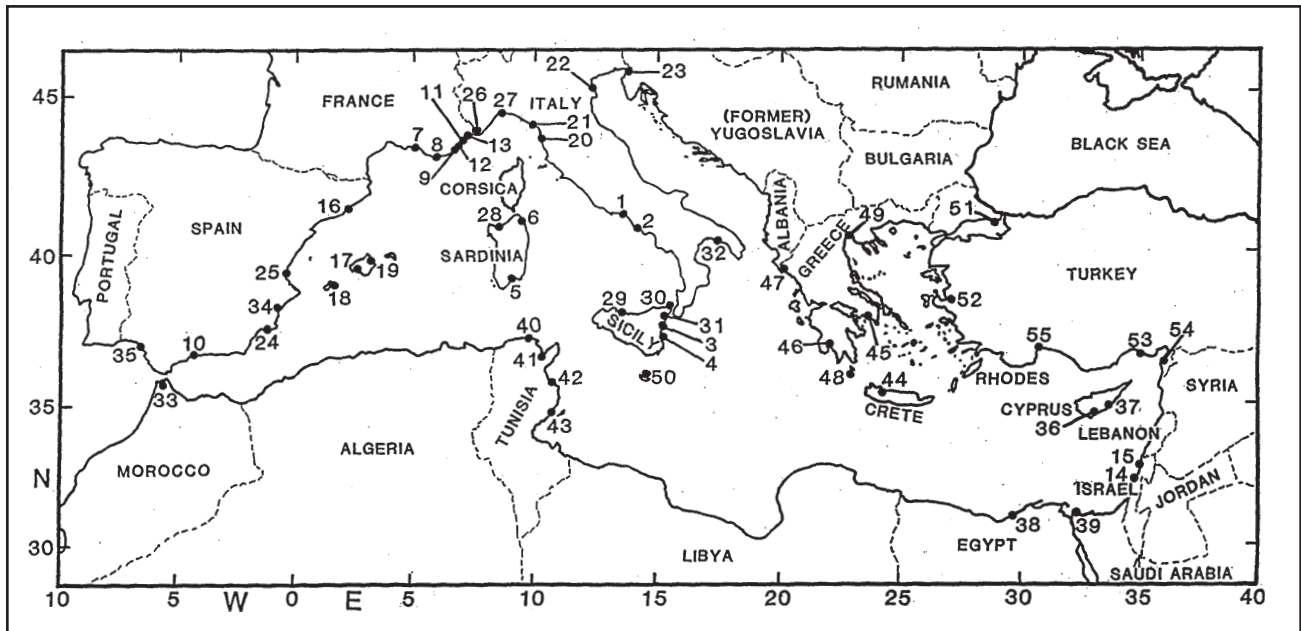 22
23
11
26
27
ITALY
RUMANIA
45
FRANCE
21
(FORMER)
YUGOSLAVIA
7
8
13
20
BLACK SEA
12
BULGARIA
9
CORSICA
16
SPAIN
28
6
1
2
ALBANIA
49
51
PORTUGAL
SARDINIA
GREECE
40
17
19
32
TURKEY
25
18
5
47
34
29
30
52
10
24
SICILY
31
3
35
40
4
46
45
55
53
54
41
50
48
RHODES
33
42
44
SYRIA
35
TUNISIA
43
CRETE
CYPRUS
37
36
LEBANON
ALGERIA
15
N
MOROCCO
14
ISRAEL
JORDAN
38
39
30
LIBYA
EGYPT
SAUDI ARABIA
10 5 W 0 E 5 10 15 20 25 30 35 40